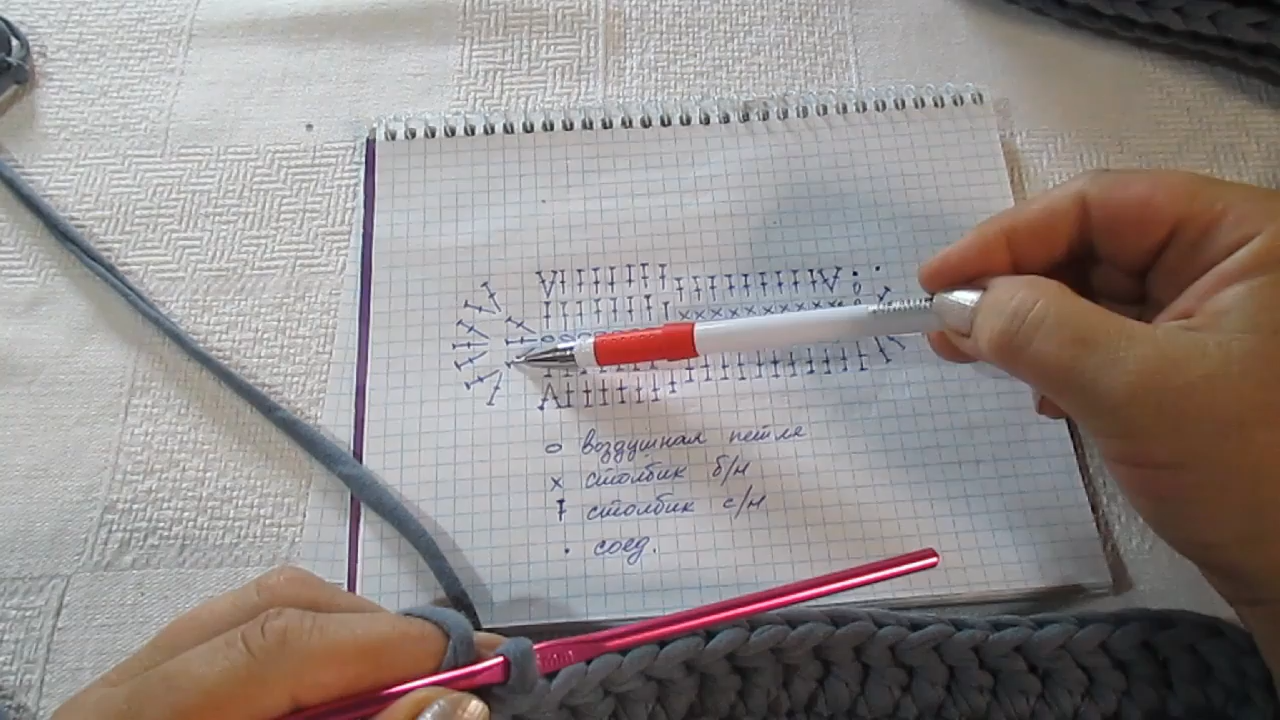 о воздушная петля
х столбик б/н
† столбик с/н
. соед.